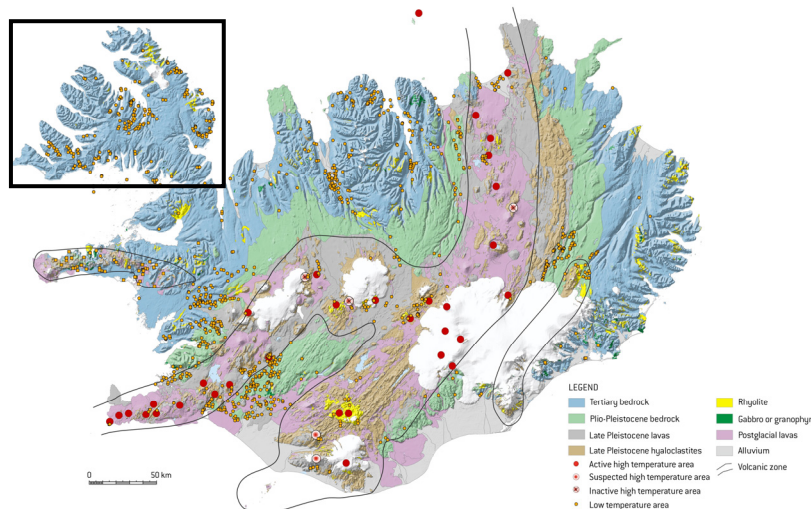 LEGEND
Tertiary bedrock
Plio-Pleistocene bedrock
Late Pleistocene lavas
Late Pleistocene hyaloclastites
Active high temperature area
Suspected high temperature area
Inactive high temperature area
Low temperature area
Rhyolite
Gabbro or granophyr
Postglacial lavas
Alluvium
Volcanic zone
0 50 km